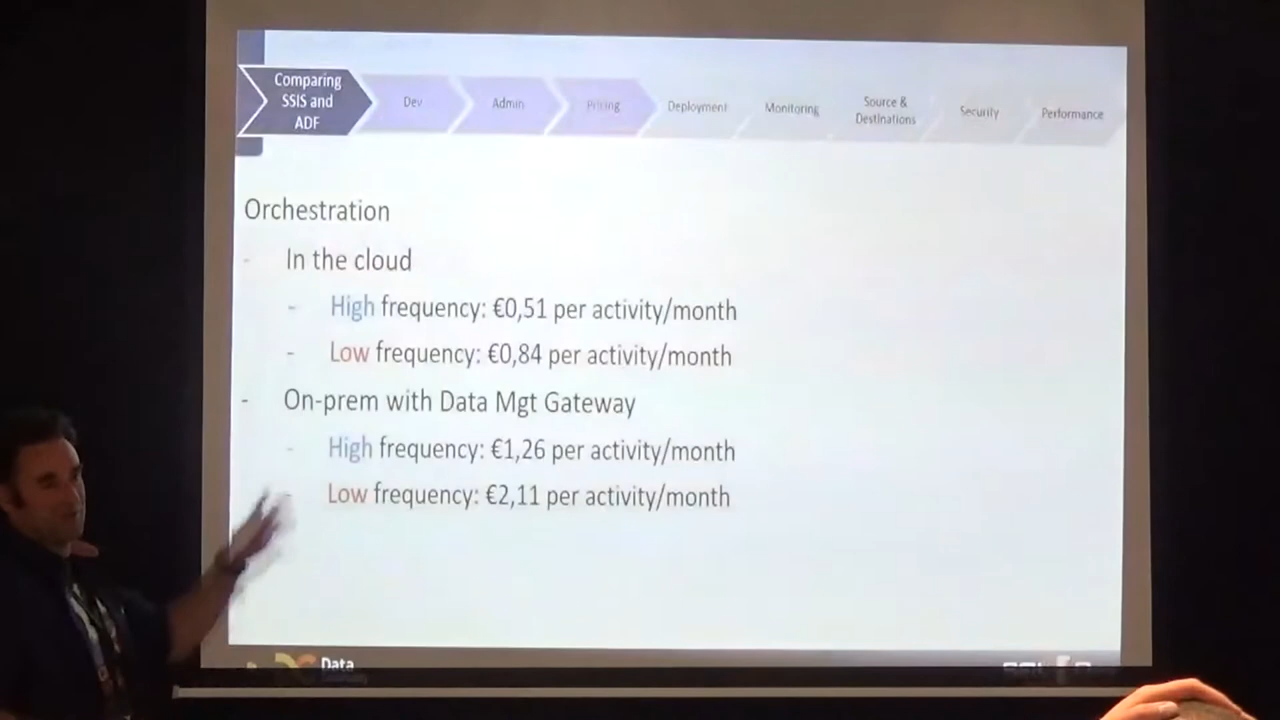 Comparing
SSIS and
ADF
Dev
Admin
Pricing
Deployment
Monitoring
Source &
Destinations
Security
Performance
Orchestration
- In the cloud
- High frequency: €0,51 per activity/month
- Low frequency: €0,84 per activity/month
- On-prem with Data Mgt Gateway
- High frequency: €1,26 per activity/month
- Low frequency: €2,11 per activity/month
Data